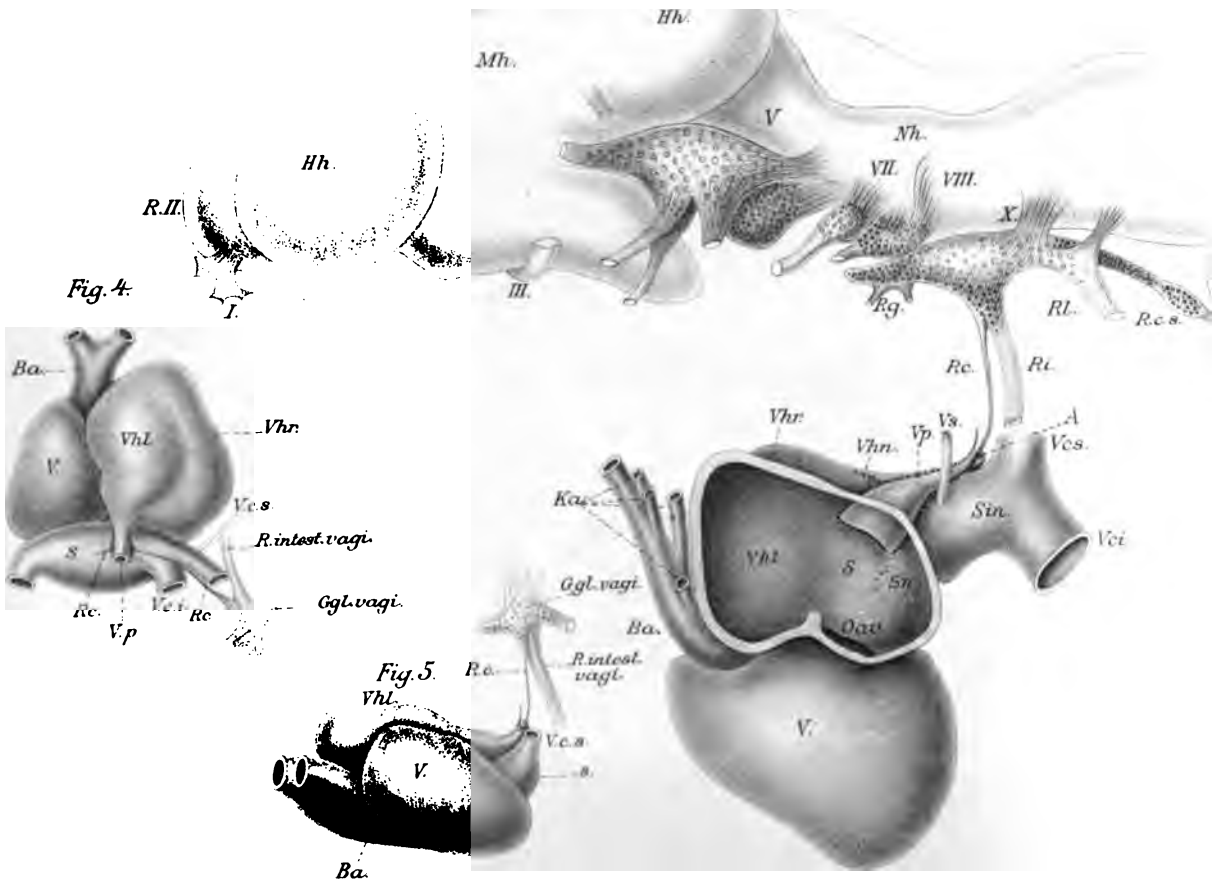 Hh.
Mh.
V
Nh.
VII.
VIII.
X.
Hh.
R.II.
III.
Rg.
Rl.
R.c.s.
Fig. 4.
I.
Rc.
Ri.
Ba.
Vhl.
Vhr.
V.
V.c.s
R.intest.vagi.
S
Rc.
V.c.i.
Rc
Ggl.vagi.
V.p
Vhr.
Vhn.
Vp.
Vs.
A
Vcs.
Ka.
Sin.
Vci
Vhl
S
Sn.
Ggl.vagi.
Ba.
Oav.
R.c.
R.intest.
vagi.
Fig. 5.
Vhl.
V.
V.c.s.
s.
V.
Ba.